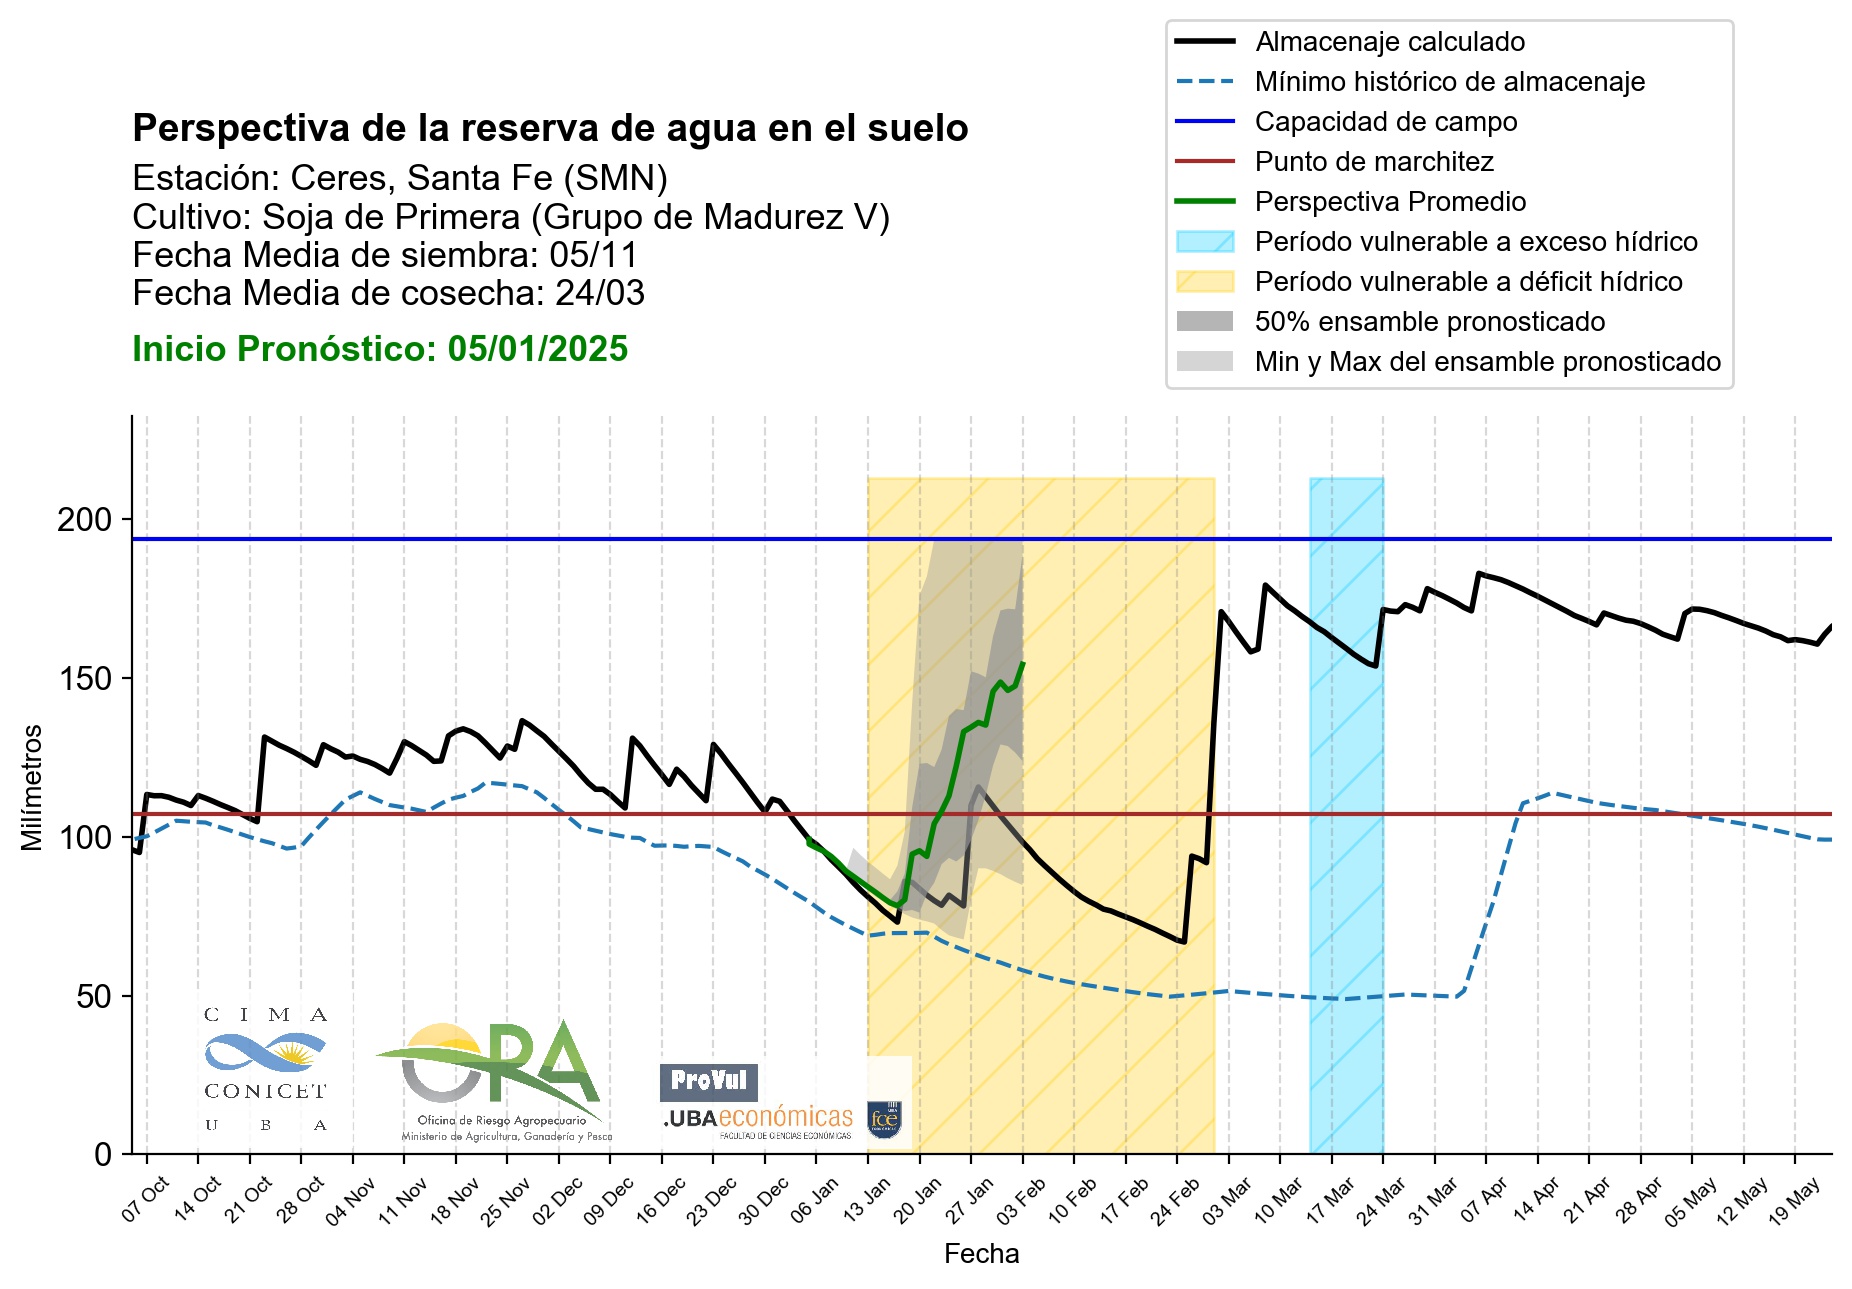 Almacenaje calculado
Mínimo histórico de almacenaje
Capacidad de campo
Punto de marchitez
Perspectiva Promedio
Período vulnerable a exceso hídrico
Período vulnerable a déficit hídrico
50% ensamble pronosticado
Min y Max del ensamble pronosticado
Perspectiva de la reserva de agua en el suelo
Estación: Ceres, Santa Fe (SMN)
Cultivo: Soja de Primera (Grupo de Madurez V)
Fecha Media de siembra: 05/11
Fecha Media de cosecha: 24/03
Inicio Pronóstico: 05/01/2025
Milímetros
200
150
100
50
0
CIMA
CONICET
UBA
ORA
Oficina de Riesgo Agropecuario
Ministerio de Agricultura, Ganadería y Pesca
ProVul
.UBAeconómicas
FACULTAD DE CIENCIAS ECONÓMICAS
UBA
fce
ECONÓMICAS
07 Oct
14 Oct
21 Oct
28 Oct
04 Nov
11 Nov
18 Nov
25 Nov
02 Dec
09 Dec
16 Dec
23 Dec
30 Dec
06 Jan
13 Jan
20 Jan
27 Jan
03 Feb
10 Feb
17 Feb
24 Feb
03 Mar
10 Mar
17 Mar
24 Mar
31 Mar
07 Apr
14 Apr
21 Apr
28 Apr
05 May
12 May
19 May
Fecha